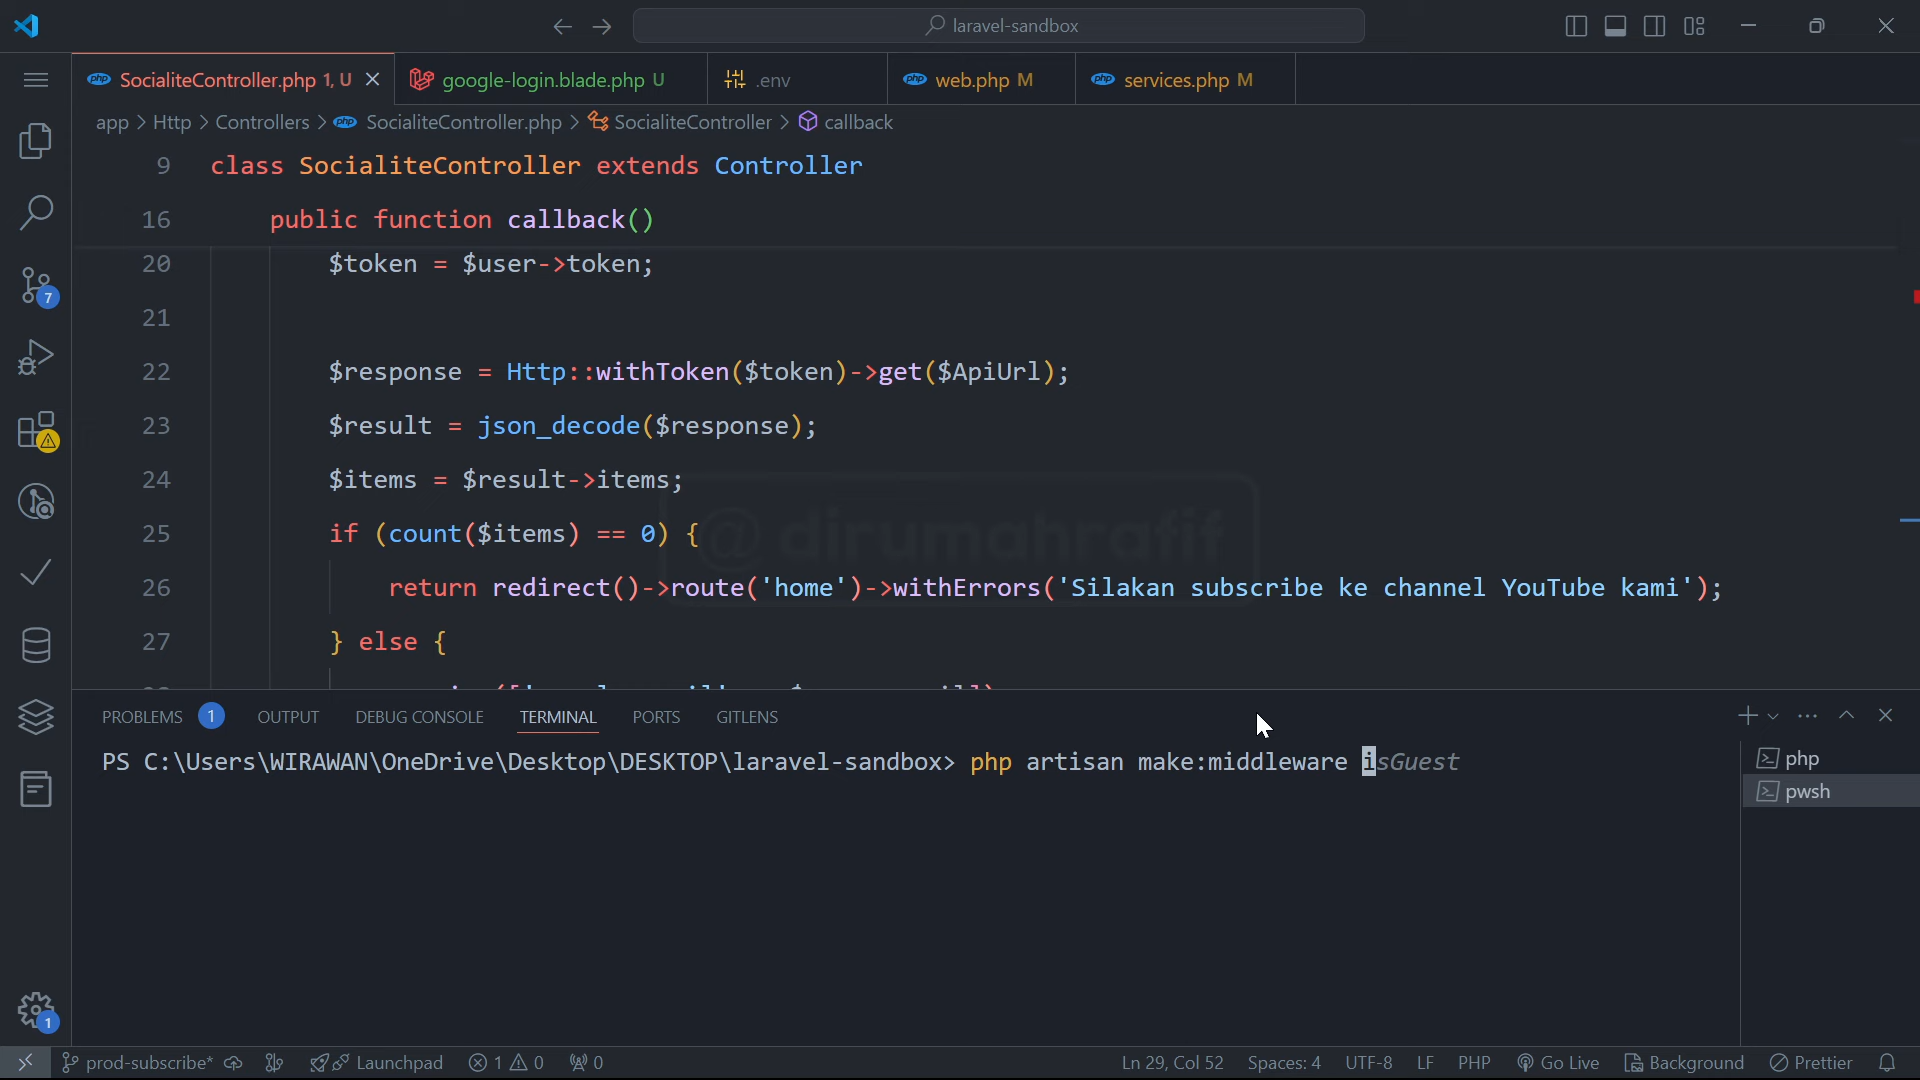 laravel-sandbox
SocialiteController.php 1, U
google-login.blade.php U
.env
web.php M
services.php M
app > Http > Controllers > SocialiteController.php > SocialiteController > callback
9 class SocialiteController extends Controller
16 public function callback()
20 $token = $user->token;
21
22 $response = Http::withToken($token)->get($ApiUrl);
23 $result = json_decode($response);
24 $items = $result->items;
25 if (count($items) == 0) {
@dirumahrafif
26 return redirect()->route('home')->withErrors('Silakan subscribe ke channel YouTube kami');
27 } else {
7
PROBLEMS 1 OUTPUT DEBUG CONSOLE TERMINAL PORTS GITLENS
PS C:\Users\WIRAWAN\OneDrive\Desktop\DESKTOP\laravel-sandbox> php artisan make:middleware isGuest
php
pwsh
1
prod-subscribe* Launchpad 1 0 0 Ln 29, Col 52 Spaces: 4 UTF-8 LF PHP Go Live Background Prettier